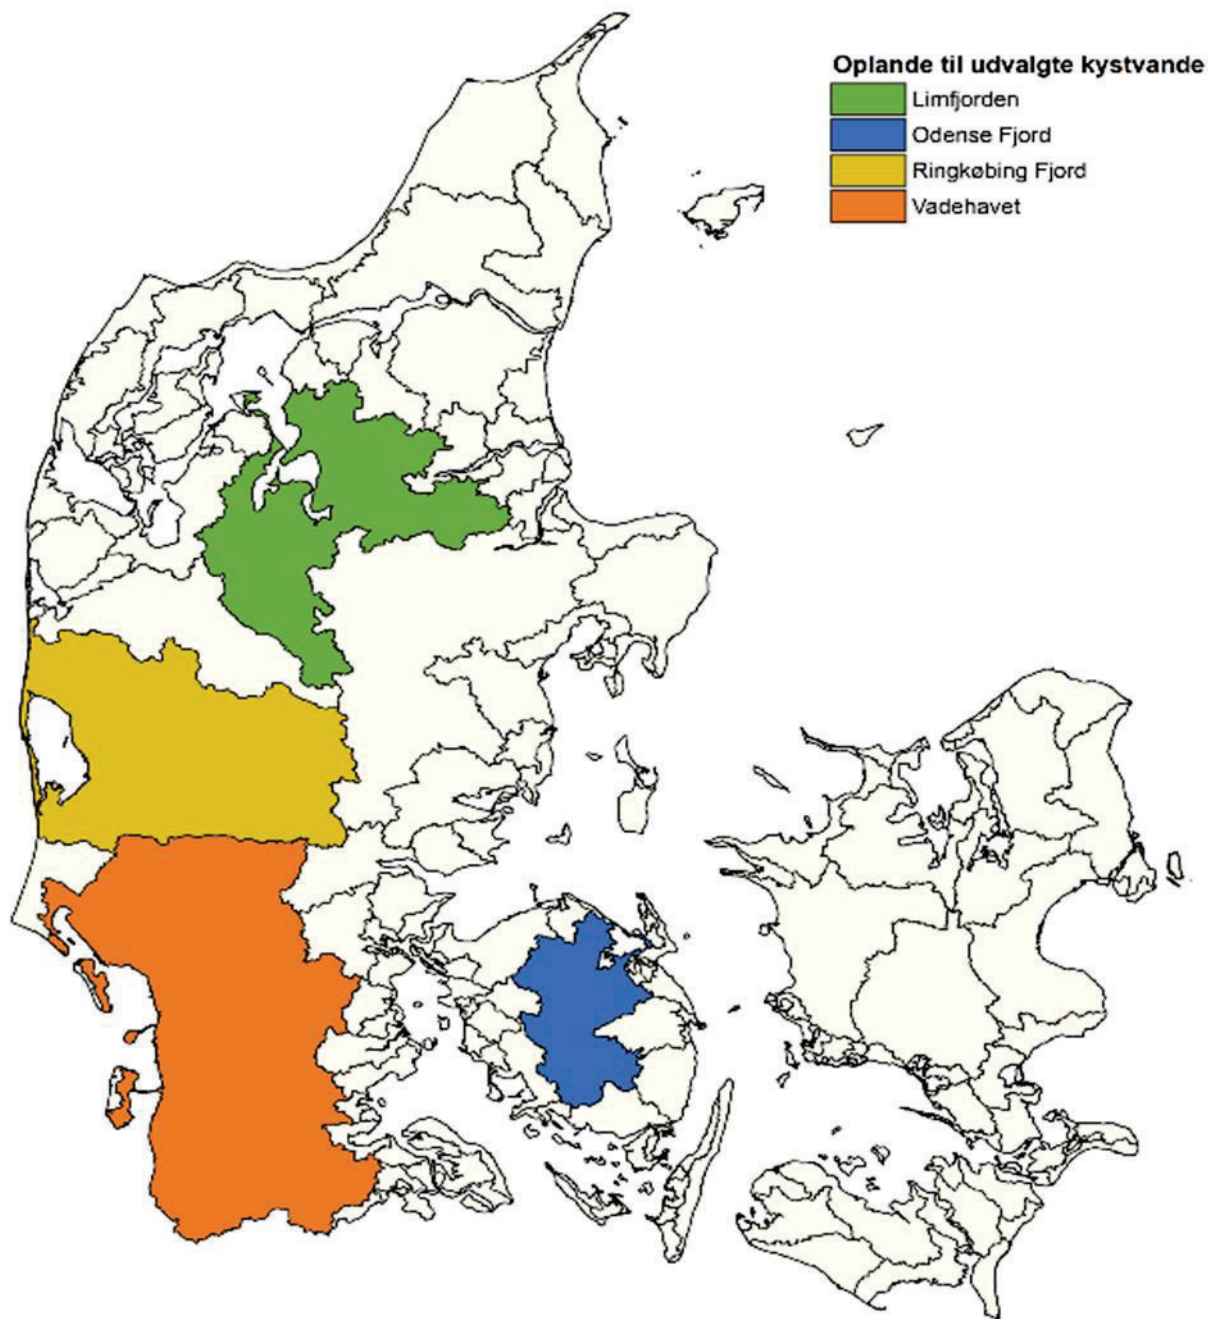 Oplande til udvalgte kystvande
Limfjorden
Odense Fjord
Ringkøbing Fjord
Vadehavet